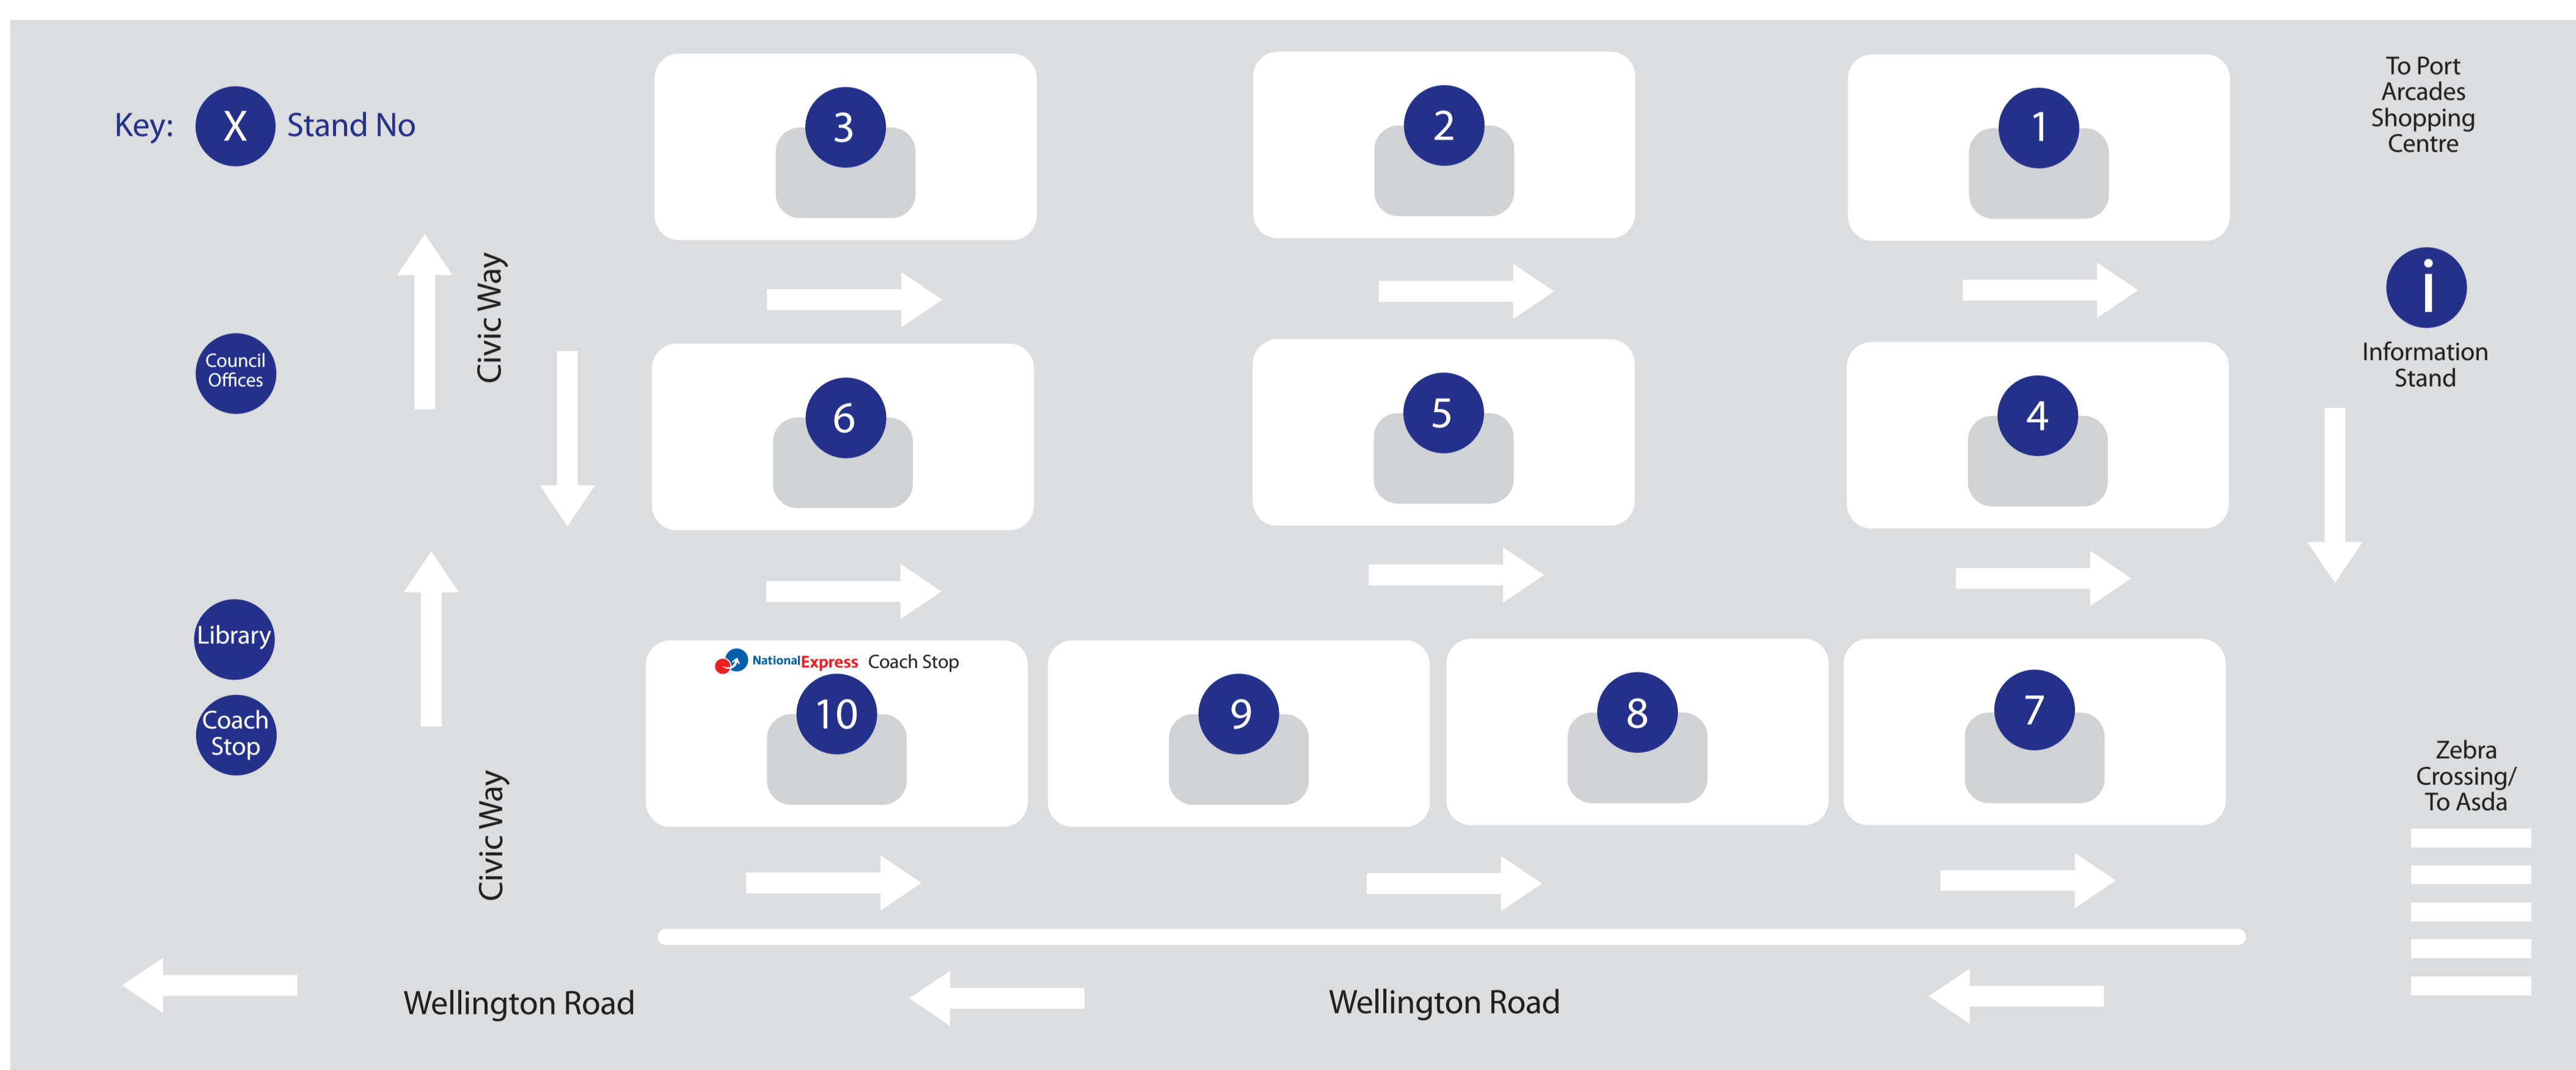 Key: X Stand No
3
2
1
To Port
Arcades
Shopping
Centre
Civic Way
i
Information
Stand
Council
Offices
6
5
4
Library
Coach
Stop
NationalExpress Coach Stop
10
9
8
7
Zebra
Crossing/
To Asda
Civic Way
Wellington Road
Wellington Road